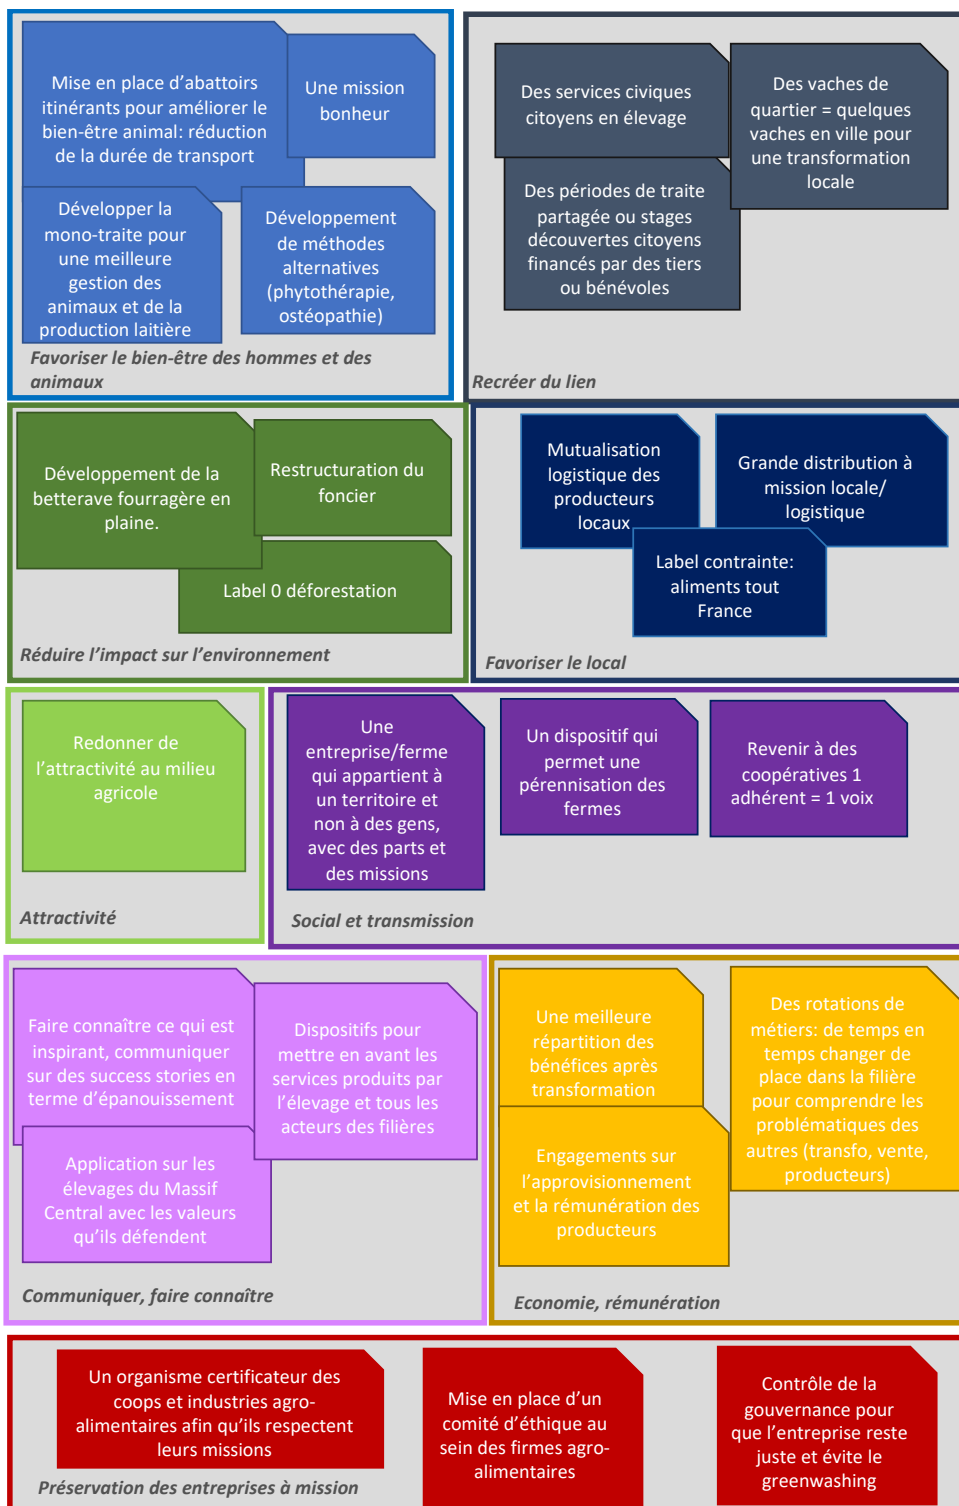 Mise en place d’abattoirs
itinérants pour améliorer le
bien-être animal: réduction
de la durée de transport
Une mission
bonheur
Développer la
mono-traite pour
une meilleure
gestion des
animaux et de la
production laitière
Développement
de méthodes
alternatives
(phytothérapie,
ostéopathie)
Favoriser le bien-être des hommes et des
animaux
Des services civiques
citoyens en élevage
Des vaches de
quartier = quelques
vaches en ville pour
une transformation
locale
Des périodes de traite
partagée ou stages
découvertes citoyens
financés par des tiers
ou bénévoles
Recréer du lien
Développement de la
betterave fourragère en
plaine.
Restructuration du
foncier
Label 0 déforestation
Réduire l’impact sur l’environnement
Mutualisation
logistique des
producteurs
locaux
Grande distribution à
mission locale/
logistique
Label contrainte:
aliments tout
France
Favoriser le local
Redonner de
l’attractivité au milieu
agricole
Attractivité
Une
entreprise/ferme
qui appartient à
un territoire et
non à des gens,
avec des parts et
des missions
Un dispositif qui
permet une
pérennisation des
fermes
Revenir à des
coopératives 1
adhérent = 1 voix
Social et transmission
Faire connaître ce qui est
inspirant, communiquer
sur des success stories en
terme d’épanouissement
Dispositifs pour
mettre en avant les
services produits par
l’élevage et tous les
acteurs des filières
Application sur les
élevages du Massif
Central avec les valeurs
qu’ils défendent
Communiquer, faire connaître
Une meilleure
répartition des
bénéfices après
transformation
Des rotations de
métiers: de temps en
temps changer de
place dans la filière
pour comprendre les
problématiques des
autres (transfo, vente,
producteurs)
Engagements sur
l’approvisionnement
et la rémunération des
producteurs
Economie, rémunération
Un organisme certificateur des
coops et industries agro-
alimentaires afin qu’ils respectent
leurs missions
Mise en place d’un
comité d’éthique au
sein des firmes agro-
alimentaires
Contrôle de la
gouvernance pour
que l’entreprise reste
juste et évite le
greenwashing
Préservation des entreprises à mission